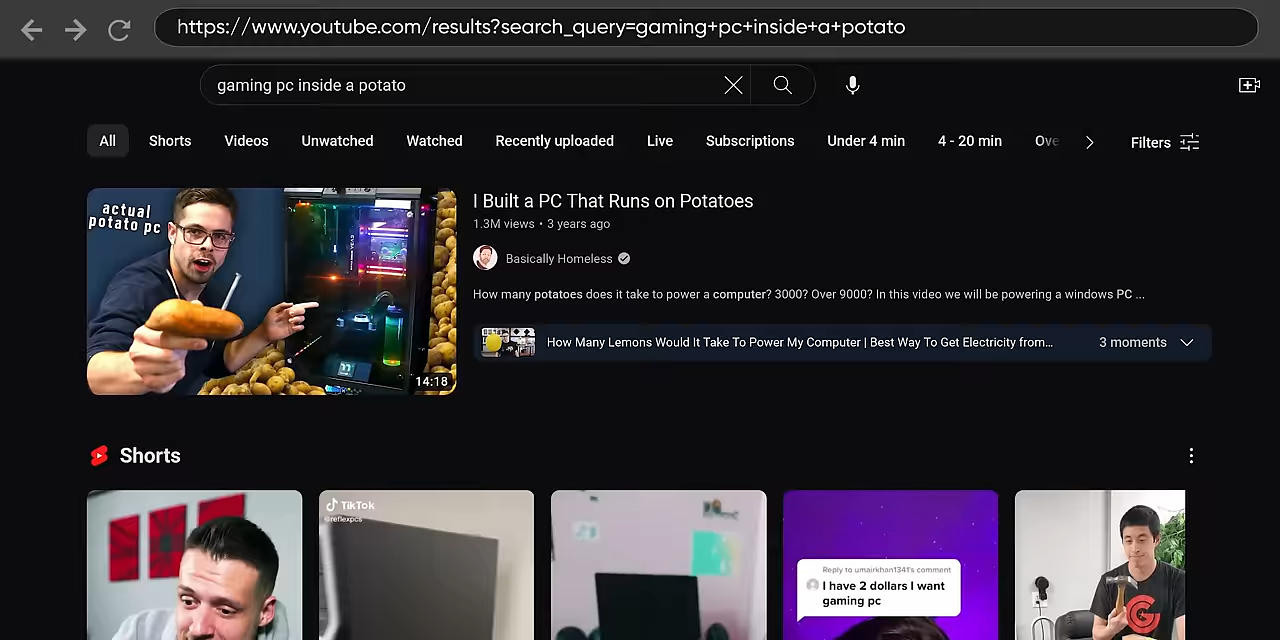 https://www.youtube.com/results?search_query=gaming+pc+inside+a+potato
gaming pc inside a potato
All Shorts Videos Unwatched Watched Recently uploaded Live Subscriptions Under 4 min 4 - 20 min Ove Filters
actual
potato pc
14:18
I Built a PC That Runs on Potatoes
1.3M views • 3 years ago
Basically Homeless
How many potatoes does it take to power a computer? 3000? Over 9000? In this video we will be powering a windows PC ...
How Many Lemons Would It Take To Power My Computer | Best Way To Get Electricity from... 3 moments
Shorts
TikTok
@reflexpcs
Reply to umairkhan1341's comment
I have 2 dollars I want
gaming pc